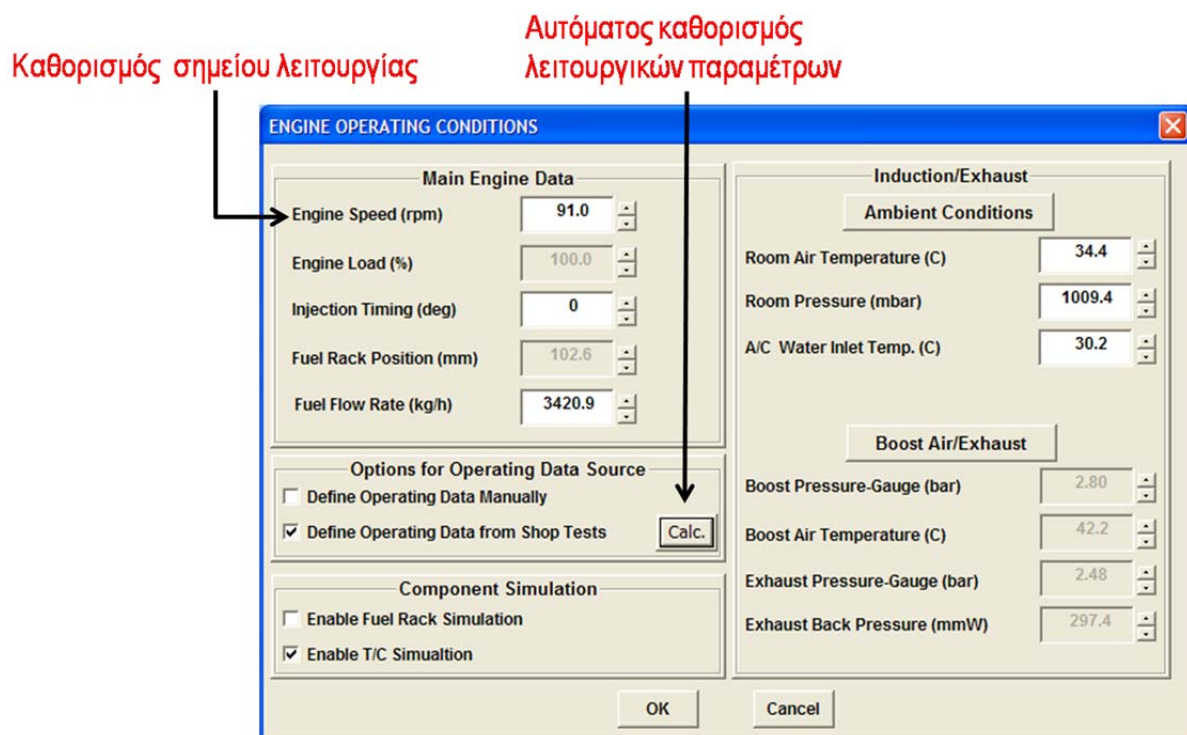 Καθορισμός σημείου λειτουργίας
Αυτόματος καθορισμός
λειτουργικών παραμέτρων
ENGINE OPERATING CONDITIONS
Main Engine Data
Engine Speed (rpm) 91.0
Engine Load (%) 100.0
Injection Timing (deg) 0
Fuel Rack Position (mm) 102.6
Fuel Flow Rate (kg/h) 3420.9
Options for Operating Data Source
Define Operating Data Manually
Define Operating Data from Shop Tests Calc.
Component Simulation
Enable Fuel Rack Simulation
Enable T/C Simualtion
Induction/Exhaust
Ambient Conditions
Room Air Temperature (C) 34.4
Room Pressure (mbar) 1009.4
A/C Water Inlet Temp. (C) 30.2
Boost Air/Exhaust
Boost Pressure-Gauge (bar) 2.80
Boost Air Temperature (C) 42.2
Exhaust Pressure-Gauge (bar) 2.48
Exhaust Back Pressure (mmW) 297.4
OK Cancel